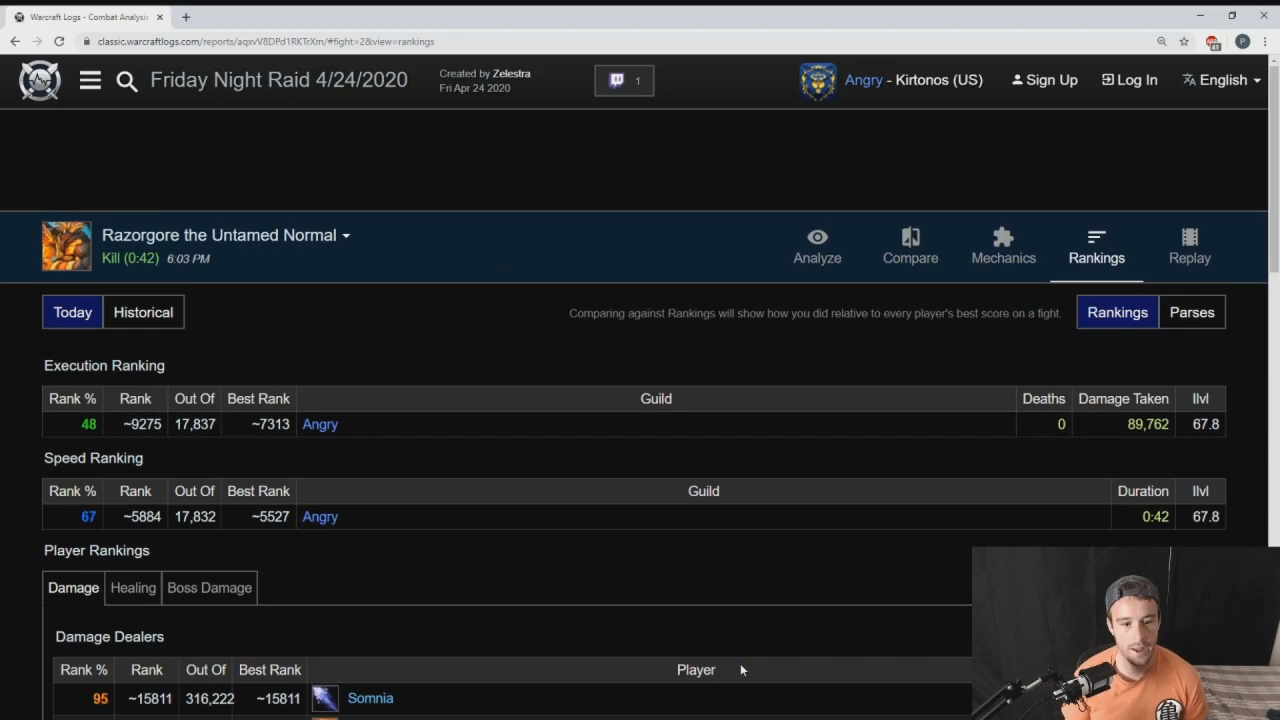 Warcraft Logs - Combat Analysis
classic.warcraftlogs.com/reports/aqxvV8DPd1RKTrXm/#fight=2&view=rankings
41
P
Friday Night Raid 4/24/2020
Created by Zelestra
Fri Apr 24 2020
1
Angry - Kirtonos (US)
Sign Up
Log In
English
Razorgore the Untamed Normal
Kill (0:42) 6:03 PM
Analyze
Compare
Mechanics
Rankings
Replay
Today
Historical
Comparing against Rankings will show how you did relative to every player's best score on a fight.
Rankings
Parses
Execution Ranking
Rank % Rank Out Of Best Rank Guild Deaths Damage Taken Ilvl
48 ~9275 17,837 ~7313 Angry 0 89,762 67.8
Speed Ranking
Rank % Rank Out Of Best Rank Guild Duration Ilvl
67 ~5884 17,832 ~5527 Angry 0:42 67.8
Player Rankings
Damage
Healing
Boss Damage
Damage Dealers
Rank % Rank Out Of Best Rank Player
95 ~15811 316,222 ~15811 Somnia